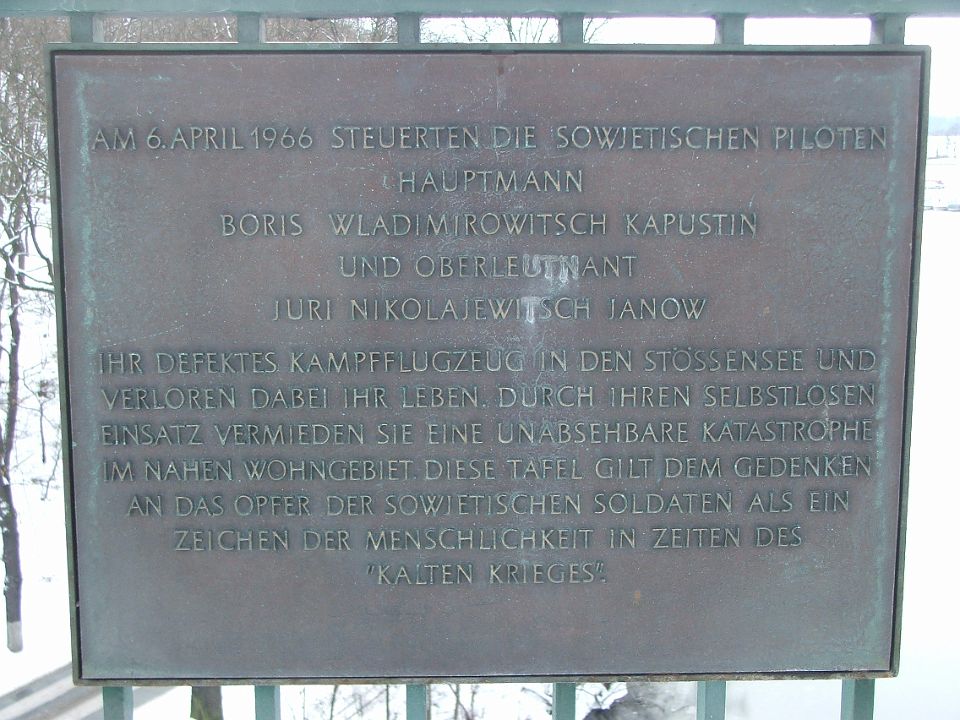 AM 6. APRIL 1966 STEUERTEN DIE SOWJETISCHEN PILOTEN
HAUPTMANN
BORIS WLADIMIROWITSCH KAPUSTIN
UND OBERLEUTNANT
JURI NIKOLAJEWITSCH JANOW
IHR DEFEKTES KAMPFFLUGZEUG IN DEN STÖSSENSEE UND
VERLOREN DABEI IHR LEBEN. DURCH IHREN SELBSTLOSEN
EINSATZ VERMIEDEN SIE EINE UNABSEHBARE KATASTROPHE
IM NAHEN WOHNGEBIET. DIESE TAFEL GILT DEM GEDENKEN
AN DAS OPFER DER SOWJETISCHEN SOLDATEN ALS EIN
ZEICHEN DER MENSCHLICHKEIT IN ZEITEN DES
"KALTEN KRIEGES".